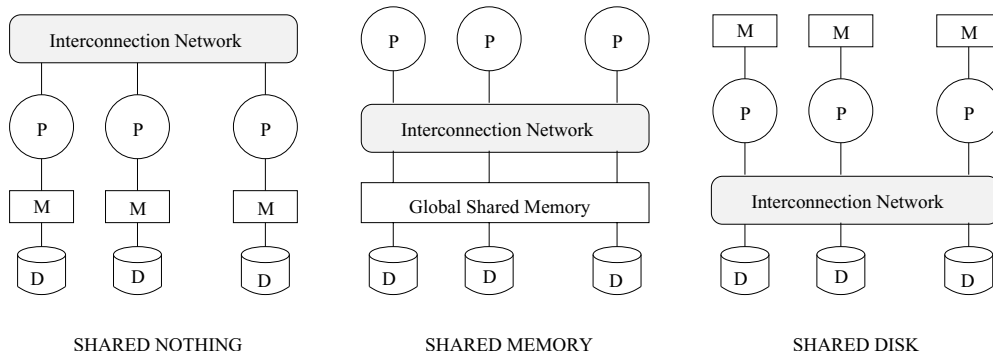 Interconnection Network
P
P
P
M
M
M
D
D
D
SHARED NOTHING
P
P
P
Interconnection Network
Global Shared Memory
D
D
D
SHARED MEMORY
M
M
M
P
P
P
Interconnection Network
D
D
D
SHARED DISK